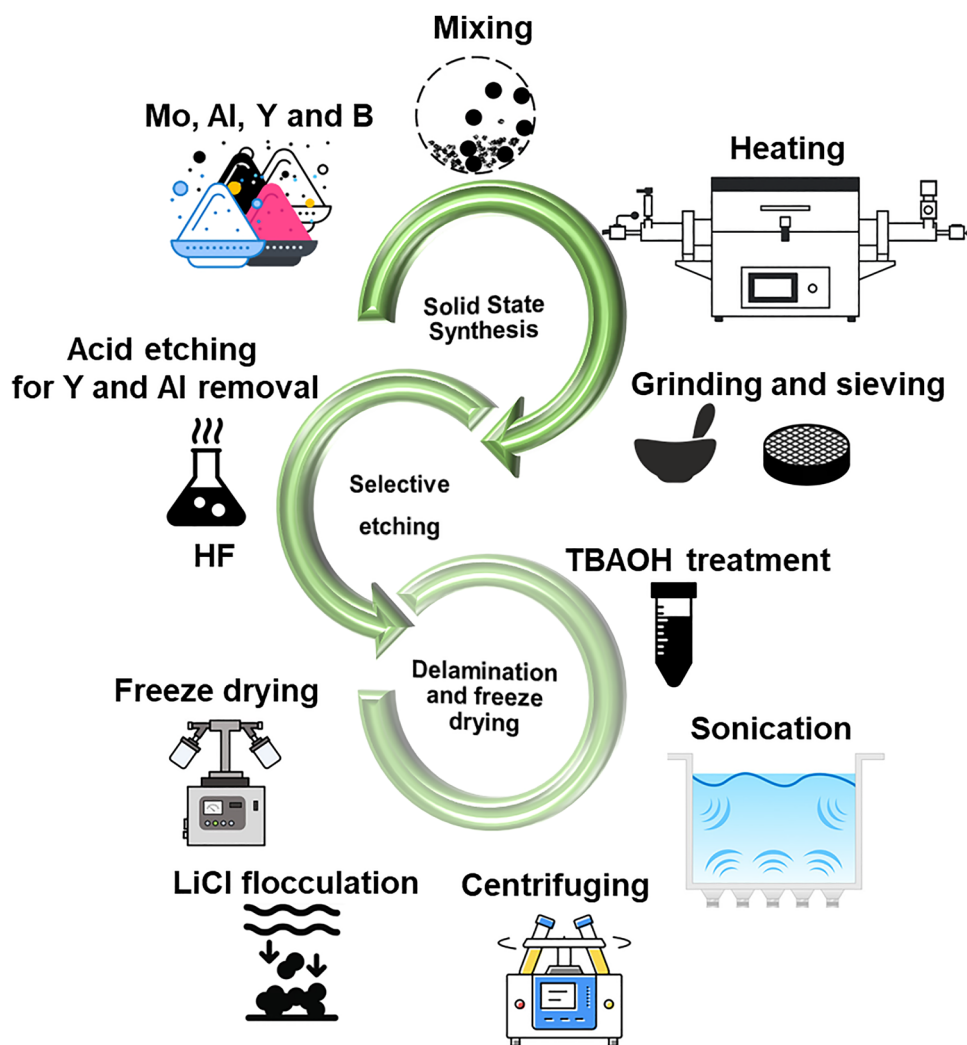 Mixing
Mo, Al, Y and B
Heating
Solid State
Synthesis
Grinding and sieving
Acid etching
for Y and Al removal
HF
Selective
etching
TBAOH treatment
Delamination
and freeze
drying
Sonication
Centrifuging
LiCl flocculation
Freeze drying